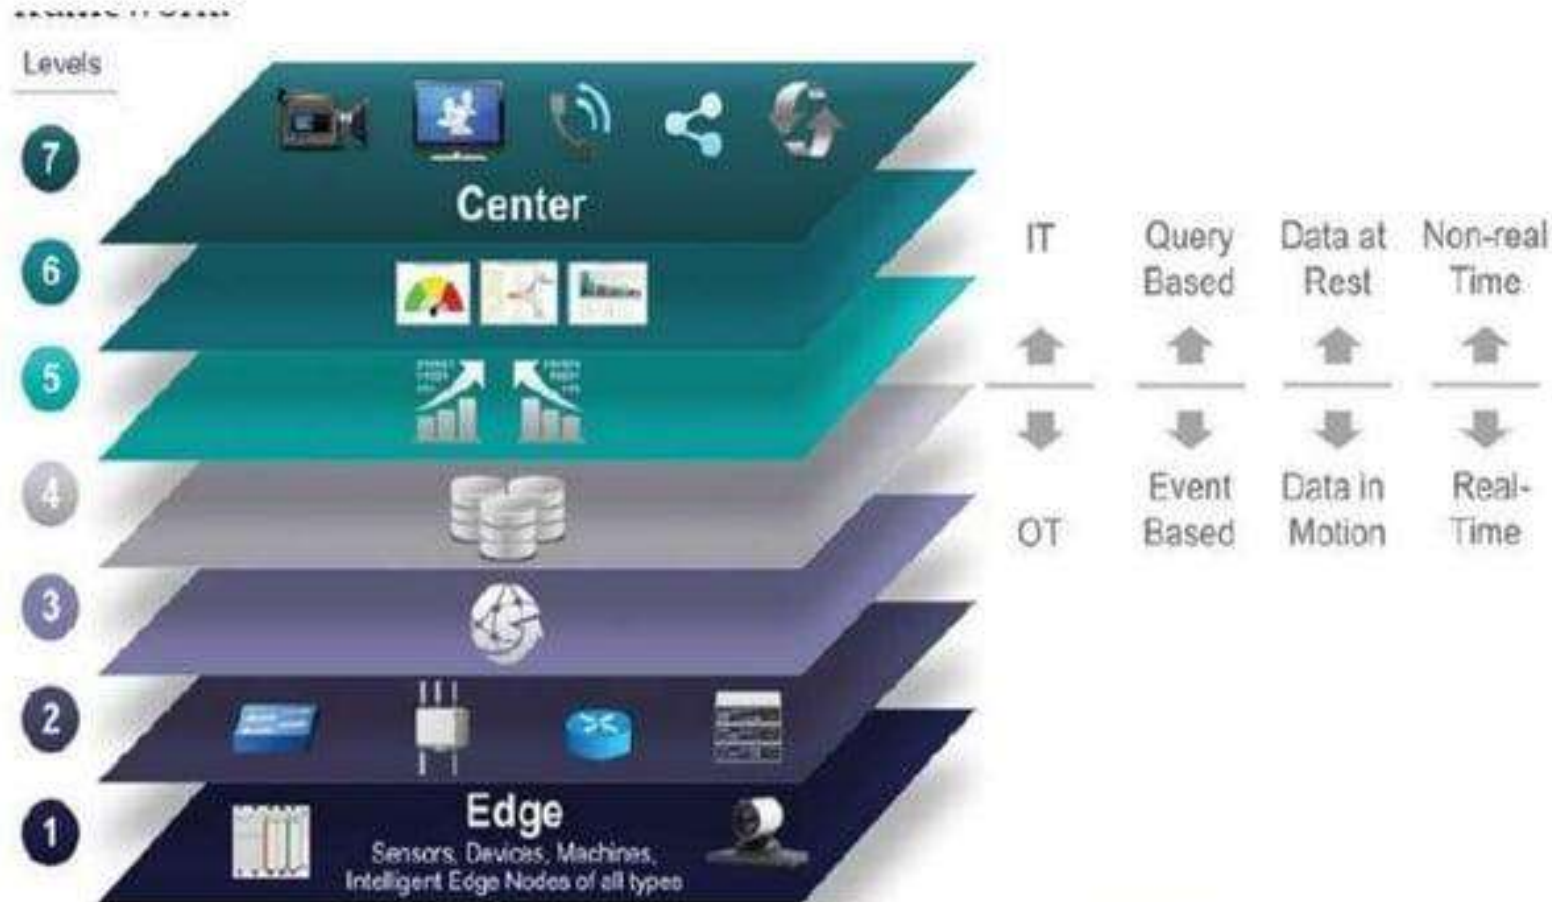 Levels
7
Center
6
5
4
3
2
1
Edge
Sensors, Devices, Machines,
Intelligent Edge Nodes of all types
IT
Query
Based
Data at
Rest
Non-real
Time
OT
Event
Based
Data in
Motion
Real-
Time